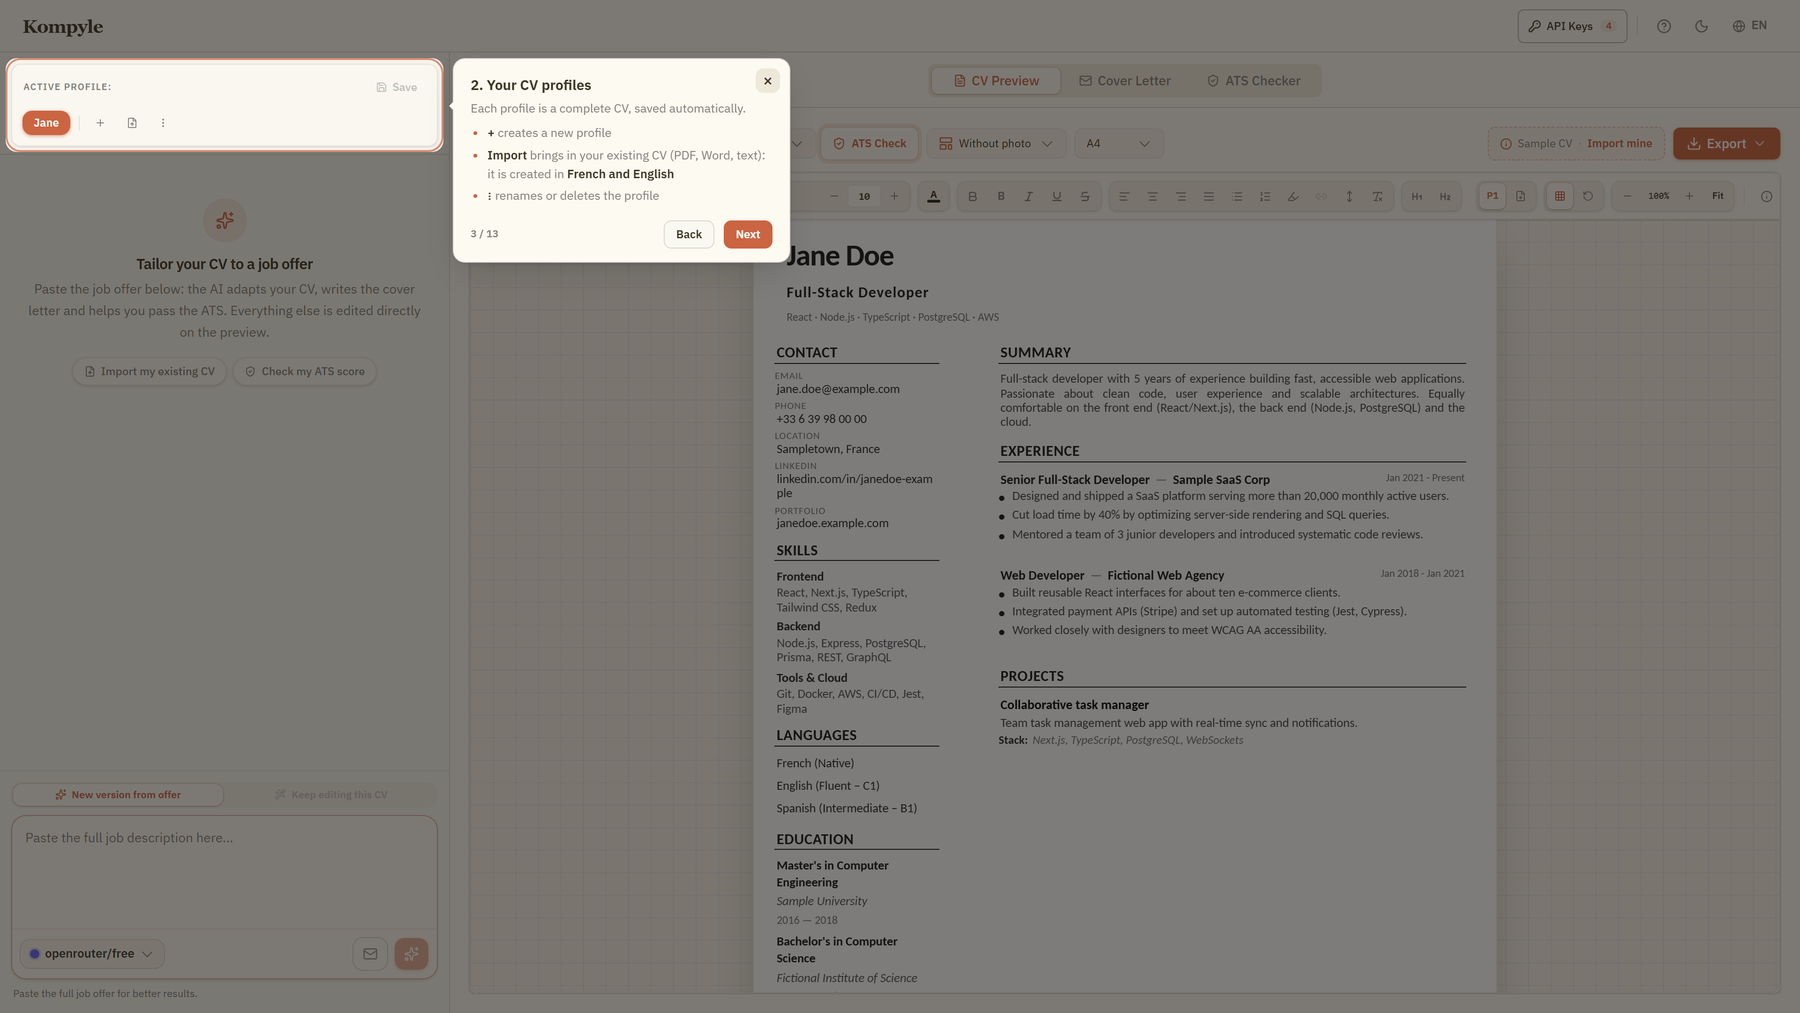 Kompyle
API Keys 4
EN
ACTIVE PROFILE:
Save
Jane
2. Your CV profiles
Each profile is a complete CV, saved automatically.
• + creates a new profile
• Import brings in your existing CV (PDF, Word, text):
it is created in French and English
• ⋮ renames or deletes the profile
3 / 13
Back
Next
CV Preview
Cover Letter
ATS Checker
ATS Check
Without photo
A4
Sample CV · Import mine
Export
− 10 +
A
B I U S
H1 H2
P1
− 100% +
Fit
Tailor your CV to a job offer
Paste the job offer below: the AI adapts your CV, writes the cover
letter and helps you pass the ATS. Everything else is edited directly
on the preview.
Import my existing CV
Check my ATS score
New version from offer
Keep editing this CV
Paste the full job description here...
openrouter/free
Paste the full job offer for better results.
Jane Doe
Full-Stack Developer
React · Node.js · TypeScript · PostgreSQL · AWS
CONTACT
EMAIL
jane.doe@example.com
PHONE
+33 6 39 98 00 00
LOCATION
Sampletown, France
LINKEDIN
linkedin.com/in/janedoe-exam
ple
PORTFOLIO
janedoe.example.com
SKILLS
Frontend
React, Next.js, TypeScript,
Tailwind CSS, Redux
Backend
Node.js, Express, PostgreSQL,
Prisma, REST, GraphQL
Tools & Cloud
Git, Docker, AWS, CI/CD, Jest,
Figma
LANGUAGES
French (Native)
English (Fluent – C1)
Spanish (Intermediate – B1)
EDUCATION
Master's in Computer
Engineering
Sample University
2016 — 2018
Bachelor's in Computer
Science
Fictional Institute of Science
SUMMARY
Full-stack developer with 5 years of experience building fast, accessible web applications.
Passionate about clean code, user experience and scalable architectures. Equally
comfortable on the front end (React/Next.js), the back end (Node.js, PostgreSQL) and the
cloud.
EXPERIENCE
Senior Full-Stack Developer — Sample SaaS Corp
Jan 2021 - Present
• Designed and shipped a SaaS platform serving more than 20,000 monthly active users.
• Cut load time by 40% by optimizing server-side rendering and SQL queries.
• Mentored a team of 3 junior developers and introduced systematic code reviews.
Web Developer — Fictional Web Agency
Jan 2018 - Jan 2021
• Built reusable React interfaces for about ten e-commerce clients.
• Integrated payment APIs (Stripe) and set up automated testing (Jest, Cypress).
• Worked closely with designers to meet WCAG AA accessibility.
PROJECTS
Collaborative task manager
Team task management web app with real-time sync and notifications.
Stack: Next.js, TypeScript, PostgreSQL, WebSockets